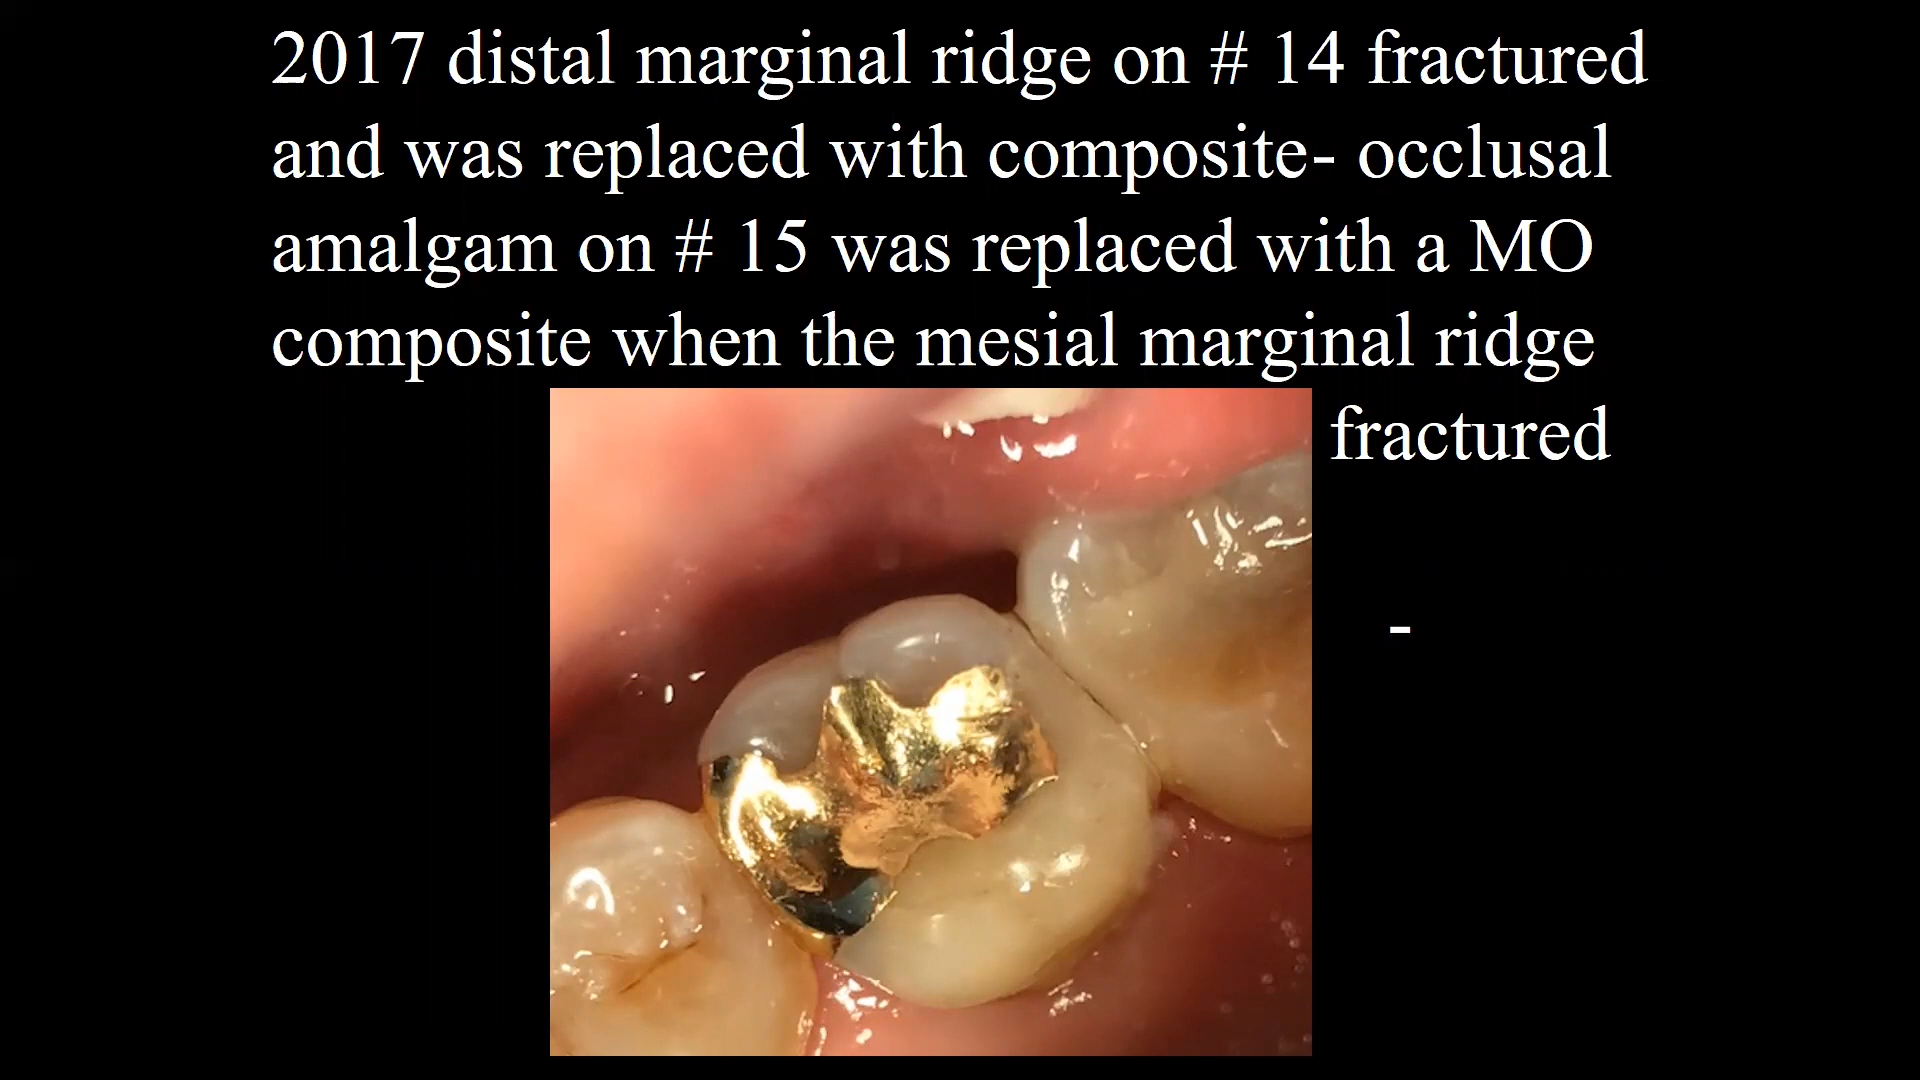 2017 distal marginal ridge on # 14 fractured
and was replaced with composite- occlusal
amalgam on # 15 was replaced with a MO
composite when the mesial marginal ridge
fractured
-